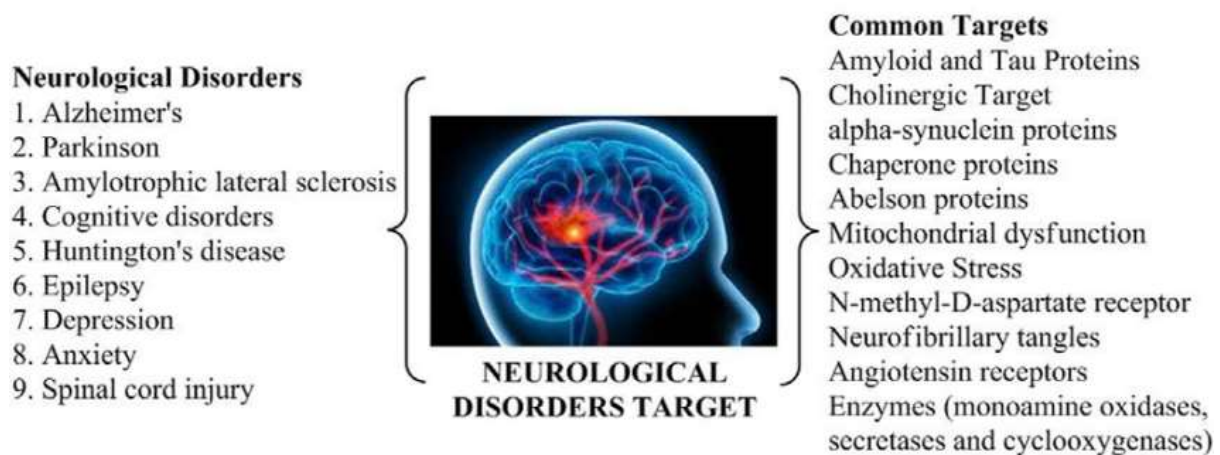 Neurological Disorders
1. Alzheimer's
2. Parkinson
3. Amylotrophic lateral sclerosis
4. Cognitive disorders
5. Huntington's disease
6. Epilepsy
7. Depression
8. Anxiety
9. Spinal cord injury
NEUROLOGICAL
DISORDERS TARGET
Common Targets
Amyloid and Tau Proteins
Cholinergic Target
alpha-synuclein proteins
Chaperone proteins
Abelson proteins
Mitochondrial dysfunction
Oxidative Stress
N-methyl-D-aspartate receptor
Neurofibrillary tangles
Angiotensin receptors
Enzymes (monoamine oxidases,
secretases and cyclooxygenases)